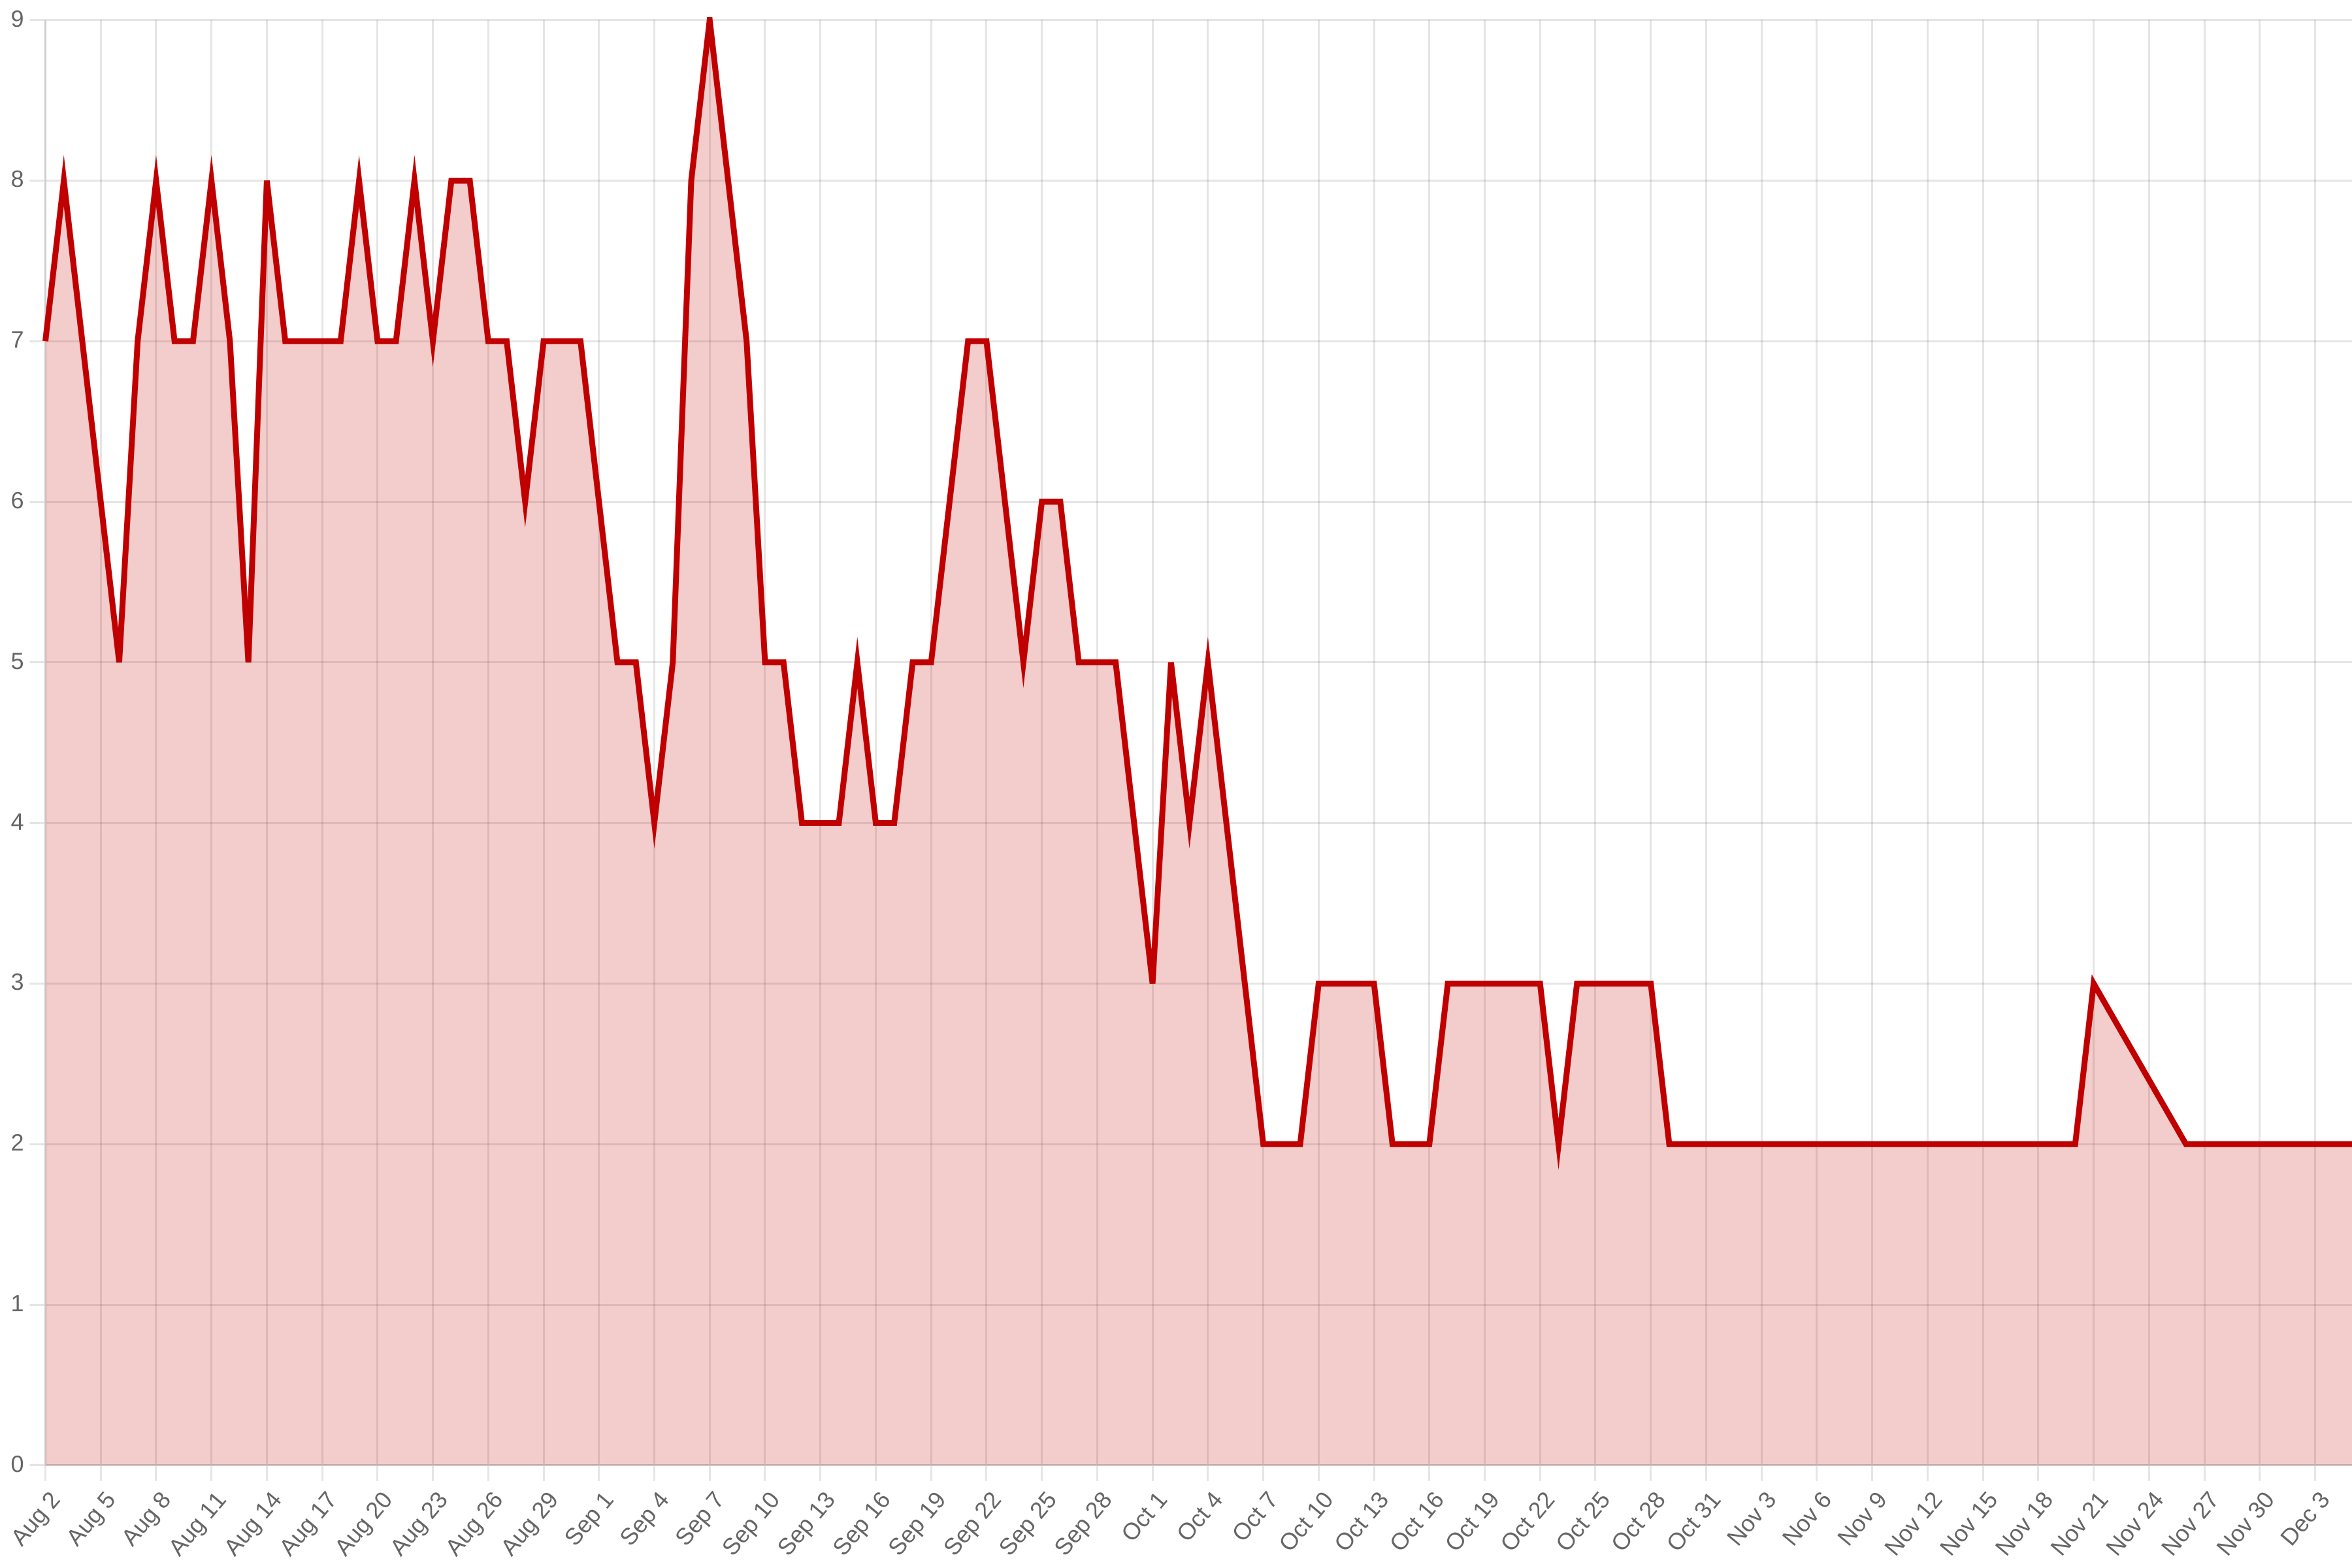 9
8
7
6
5
4
3
2
1
0
Aug 2
Aug 5
Aug 8
Aug 11
Aug 14
Aug 17
Aug 20
Aug 23
Aug 26
Aug 29
Sep 1
Sep 4
Sep 7
Sep 10
Sep 13
Sep 16
Sep 19
Sep 22
Sep 25
Sep 28
Oct 1
Oct 4
Oct 7
Oct 10
Oct 13
Oct 16
Oct 19
Oct 22
Oct 25
Oct 28
Oct 31
Nov 3
Nov 6
Nov 9
Nov 12
Nov 15
Nov 18
Nov 21
Nov 24
Nov 27
Nov 30
Dec 3